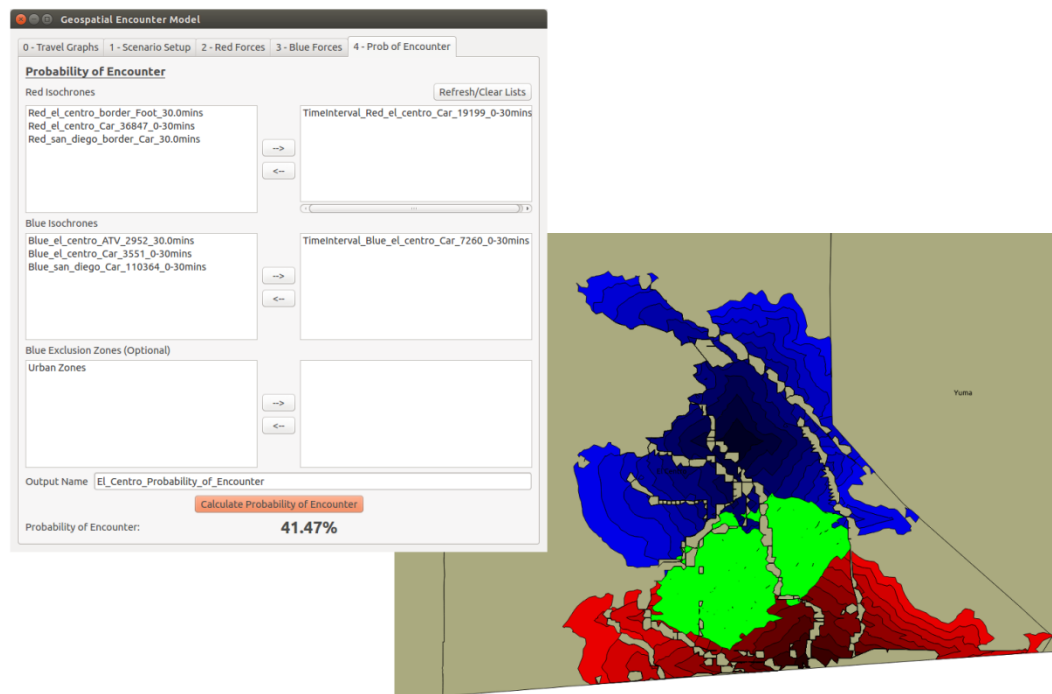 Geospatial Encounter Model
0 - Travel Graphs 1 - Scenario Setup 2 - Red Forces 3 - Blue Forces 4 - Prob of Encounter
Probability of Encounter
Red Isochrones
Refresh/Clear Lists
Red_el_centro_border_Foot_30.0mins
Red_el_centro_Car_36847_0-30mins
Red_san_diego_border_Car_30.0mins
-->
<--
TimeInterval_Red_el_centro_Car_19199_0-30mins
Blue Isochrones
Blue_el_centro_ATV_2952_30.0mins
Blue_el_centro_Car_3551_0-30mins
Blue_san_diego_Car_110364_0-30mins
-->
<--
TimeInterval_Blue_el_centro_Car_7260_0-30mins
Blue Exclusion Zones (Optional)
Urban Zones
-->
<--
Output Name El_Centro_Probability_of_Encounter
Calculate Probability of Encounter
Probability of Encounter: 41.47%
Yuma